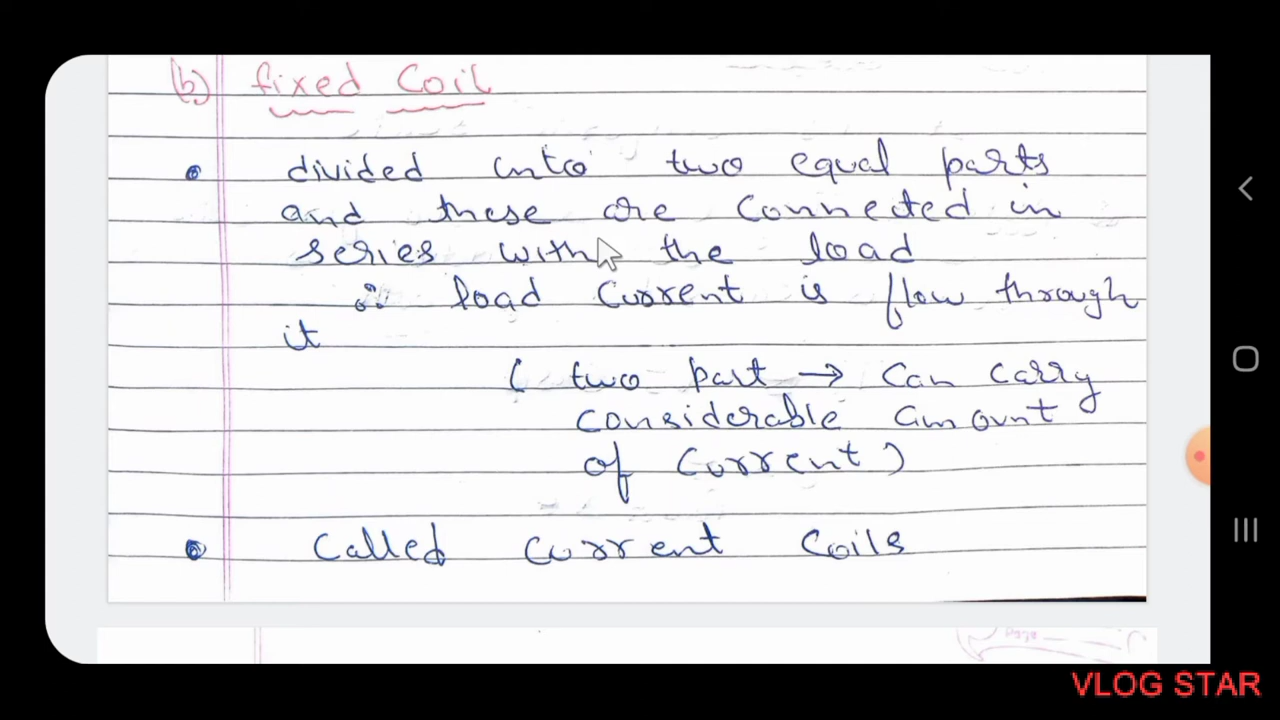 (b) fixed Coil
• divided into two equal parts
and these are connected in
series with the load
∴ load current is flow through
it
( two part → Can carry
considerable amount
of current )
• Called current coils
Page
VLOG STAR